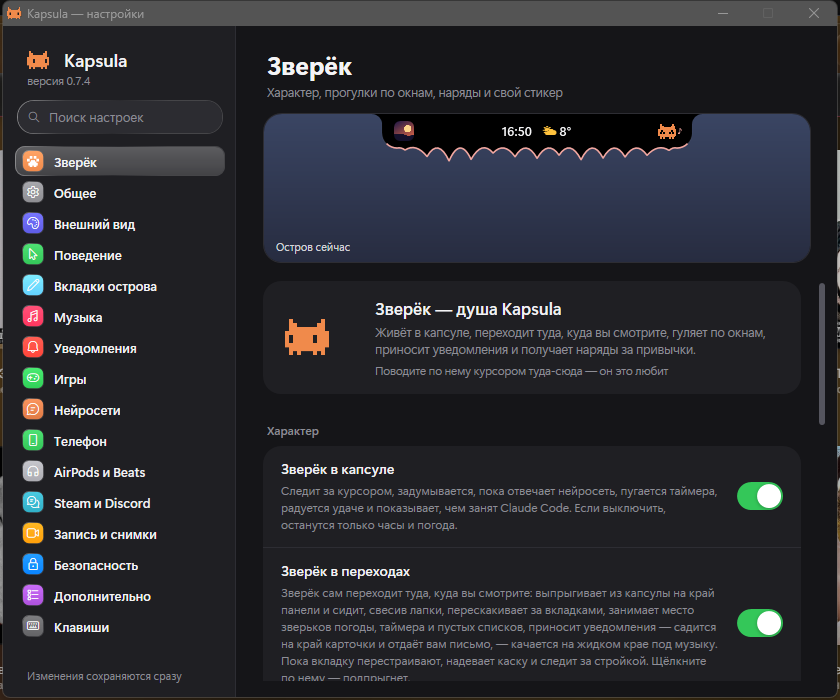 Kapsula — настройки
Kapsula
версия 0.7.4
Поиск настроек
Зверёк
Общее
Внешний вид
Поведение
Вкладки острова
Музыка
Уведомления
Игры
Нейросети
Телефон
AirPods и Beats
Steam и Discord
Запись и снимки
Безопасность
Дополнительно
Клавиши
Изменения сохраняются сразу
Зверёк
Характер, прогулки по окнам, наряды и свой стикер
16:50 8°
Остров сейчас
Зверёк — душа Kapsula
Живёт в капсуле, переходит туда, куда вы смотрите, гуляет по окнам,
приносит уведомления и получает наряды за привычки.
Поводите по нему курсором туда-сюда — он это любит
Характер
Зверёк в капсуле
Следит за курсором, задумывается, пока отвечает нейросеть, пугается таймера,
радуется удаче и показывает, чем занят Claude Code. Если выключить,
останутся только часы и погода.
Зверёк в переходах
Зверёк сам переходит туда, куда вы смотрите: выпрыгивает из капсулы на край
панели и сидит, свесив лапки, перескакивает за вкладками, занимает место
зверьков погоды, таймера и пустых списков, приносит уведомления — садится
на край карточки и отдаёт вам письмо, — качается на жидком крае под музыку.
Пока вкладку перестраивают, надевает каску и следит за стройкой. Щёлкните
по нему — подпрыгнет.